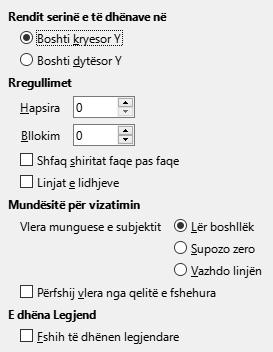 Rendit serinë e të dhënave në
Boshti kryesor Y
Boshti dytësor Y
Rregullimet
Hapsira 0
Bllokim 0
Shfaq shiritat faqe pas faqe
Linjat e lidhjeve
Mundësitë për vizatimin
Vlera munguese e subjektit Lër boshllëk
Supozo zero
Vazhdo linjën
Përfshij vlera nga qelitë e fshehura
E dhëna Legjend
Fshih të dhënen legjendare